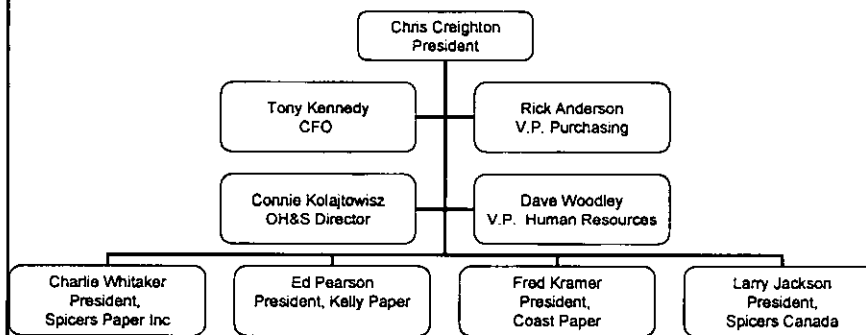 Chris Creighton
President
Tony Kennedy
CFO
Rick Anderson
V.P. Purchasing
Connie Kolajtowisz
OH&S Director
Dave Woodley
V.P. Human Resources
Charlie Whitaker
President,
Spicers Paper Inc
Ed Pearson
President, Kelly Paper
Fred Kramer
President,
Coast Paper
Larry Jackson
President,
Spicers Canada